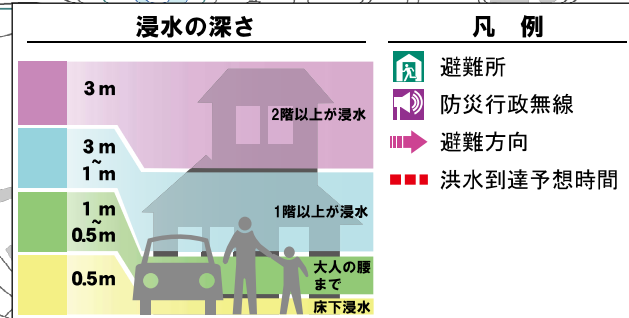 浸水の深さ
3m
2階以上が浸水
3m
~
1m
1階以上が浸水
1m
~
0.5m
大人の腰
まで
0.5m
床下浸水
凡 例
避難所
防災行政無線
避難方向
洪水到達予想時間